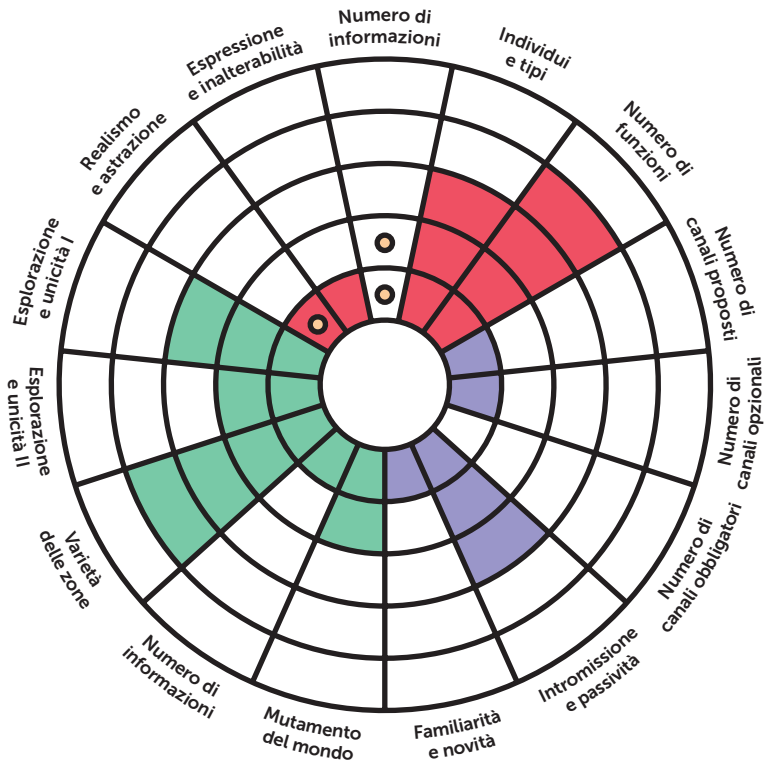 Numero di
informazioni
Individui
e tipi
Numero di
funzioni
Numero di
canali proposti
Numero di
canali opzionali
Numero di
canali obbligatori
Intromissione
e passività
Familiarità
e novità
Mutamento
del mondo
Numero di
informazioni
Varietà
delle zone
Esplorazione
e unicità II
Esplorazione
e unicità I
Realismo
e astrazione
Espressione
e inalterabilità